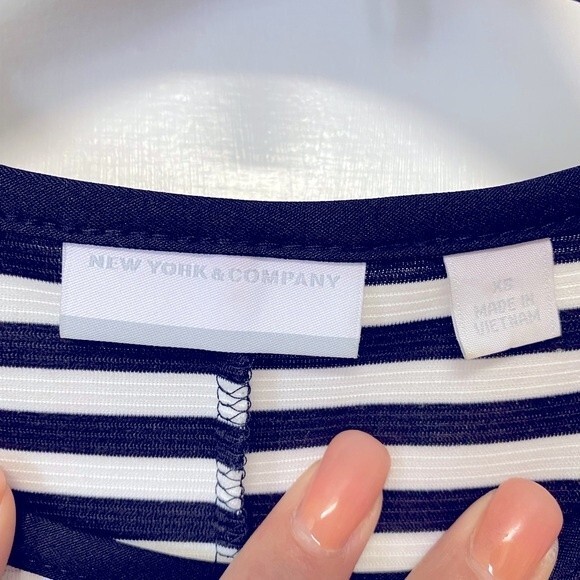 NEW YORK & COMPANY
XS
MADE IN
VIETNAM